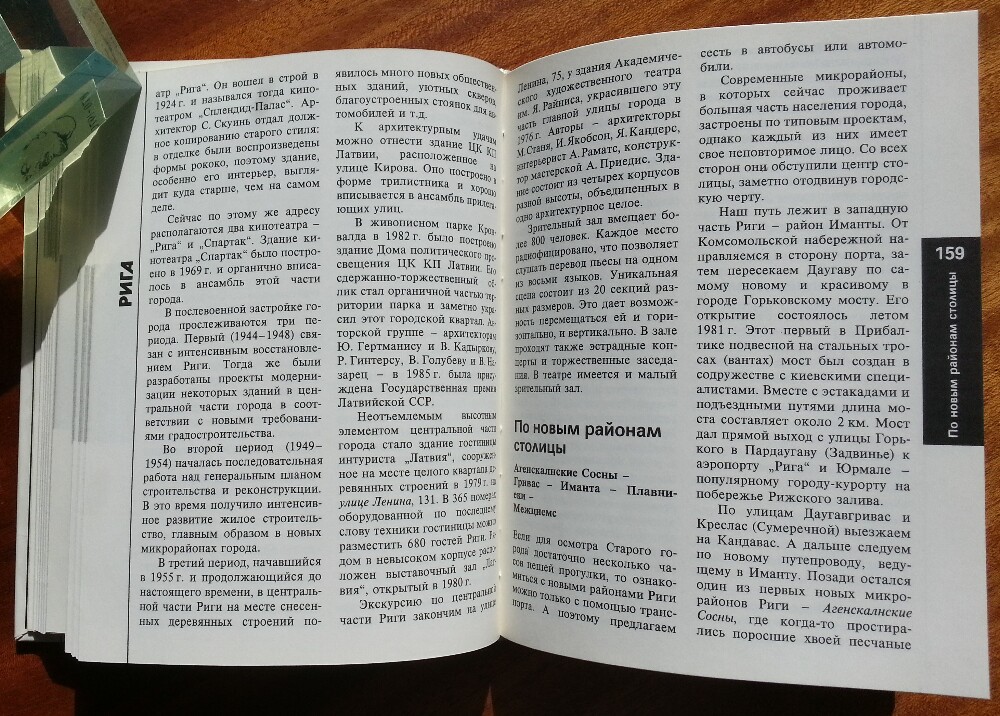 РИГА
атр „Рига“. Он вошел в строй в
1924 г. и назывался тогда кино-
театром „Сплендид-Палас“. Ар-
хитектор С. Скуинь отдал долж-
ное копированию старого стиля:
в отделке были воспроизведены
формы рококо, поэтому здание,
особенно его интерьер, выгля-
дит куда старше, чем на самом
деле.
Сейчас по этому же адресу
располагаются два кинотеатра –
„Рига“ и „Спартак“. Здание ки-
нотеатра „Спартак“ было постро-
ено в 1969 г. и органично вписа-
лось в ансамбль этой части
города.
В послевоенной застройке го-
рода прослеживаются три пе-
риода. Первый (1944–1948) свя-
зан с интенсивным восстановле-
нием Риги. Тогда же были
разработаны проекты модерни-
зации некоторых зданий в цен-
тральной части города в соот-
ветствии с новыми требовани-
ями градостроительства.
Во второй период (1949–
1954) началась последовательная
работа над генеральным планом
строительства и реконструкции.
В это время получило интенсив-
ное развитие жилое строитель-
ство, главным образом в новых
микрорайонах города.
В третий период, начавшийся
в 1955 г. и продолжающийся до
настоящего времени, в централь-
ной части Риги на месте снесен-
ных деревянных строений по-
явилось много новых обществен-
ных зданий, уютных скверов,
благоустроенных стоянок для ав-
томобилей и т.д.
К архитектурным удачам
можно отнести здание ЦК КП
Латвии, расположенное на
улице Кирова. Опо построено в
форме трилистника и хорошо
вписывается в ансамбль прилега-
ющих улиц.
В живописном парке Крон-
валда в 1982 г. было построено
здание Дома политического про-
свещения ЦК КП Латвии. Его
сдержанно-торжественный об-
лик стал органичной частью тер-
ритории парка и заметно укра-
сил этот городской квартал. Ав-
торской группе – архитекторам
Ю. Гертманису и В. Кадыркову,
Р. Гинтерсу, В. Голубеву и В. На-
зарец – в 1985 г. была прису-
ждена Государственная премия
Латвийской ССР.
Неотъемлемым высотным
элементом центральной части
города стало здание гостиницы
интуриста „Латвия“, сооружен-
ное на месте целого квартала де-
ревянных строений в 1979 г. на
улице Ленина, 131. В 365 номерах
оборудованной по последнему
слову техники гостиницы можно
разместить 680 гостей Риги. Ря-
дом в невысоком корпусе распо-
ложен выставочный зал „Лат-
вия“, открытый в 1980 г.
Экскурсию по центральной
части Риги закончим на улице
Ленина, 75, у здания Академиче-
ского художественного театра
им. Я. Райниса, украсившего эту
часть главной улицы города в
1976 г. Авторы – архитекторы
М. Станя, И. Якобсон, Я. Кандерс,
интерьерист А. Раматс, конструк-
тор мастерской А. Приедис. Зда-
ние состоит из четырех корпусов
разной высоты, объединенных в
одно архитектурное целое.
Зрительный зал вмещает бо-
лее 800 человек. Каждое место
радиофицировано, что позволяет
слушать перевод пьесы на одном
из восьми языков. Уникальная
сцена состоит из 20 секций раз-
ных размеров. Это дает возмож-
ность перемещаться ей и гори-
зонтально, и вертикально. В зале
проходят также эстрадные кон-
церты и торжественные заседа-
ния. В театре имеется и малый
зрительный зал.
По новым районам
столицы
Агенскалнские Сосны –
Гривас – Иманта – Плавни-
еки –
Межциемс
Если для осмотра Старого го-
рода достаточно несколько ча-
сов пешей прогулки, то ознако-
миться с новыми районами Риги
можно только с помощью транс-
порта. А поэтому предлагаем
сесть в автобусы или автомо-
били.
Современные микрорайоны,
в которых сейчас проживает
большая часть населения города,
застроены по типовым проектам,
однако каждый из них имеет
свое неповторимое лицо. Со всех
сторон они обступили центр сто-
лицы, заметно отодвинув городс-
кую черту.
Наш путь лежит в западную
часть Риги – район Иманты. От
Комсомольской набережной на-
правляемся в сторону порта, за-
тем пересекаем Даугаву по са-
мому новому и красивому в
городе Горьковскому мосту. Его
открытие состоялось летом
1981 г. Этот первый в Прибал-
тике подвесной на стальных тро-
сах (вантах) мост был создан в
содружестве с киевскими специ-
алистами. Вместе с эстакадами и
подъездными путями длина мо-
ста составляет около 2 км. Мост
дал прямой выход с улицы Горь-
кого в Пардаугаву (Задвинье) к
аэропорту „Рига“ и Юрмале –
популярному городу-курорту на
побережье Рижского залива.
По улицам Даугавгривас и
Креслас (Сумеречной) выезжаем
на Кандавас. А дальше следуем
по новому путепроводу, веду-
щему в Иманту. Позади остался
один из первых новых микро-
районов Риги – Агенскалнские
Сосны, где когда-то простира-
лись поросшие хвоей песчаные
159
По новым районам столицы